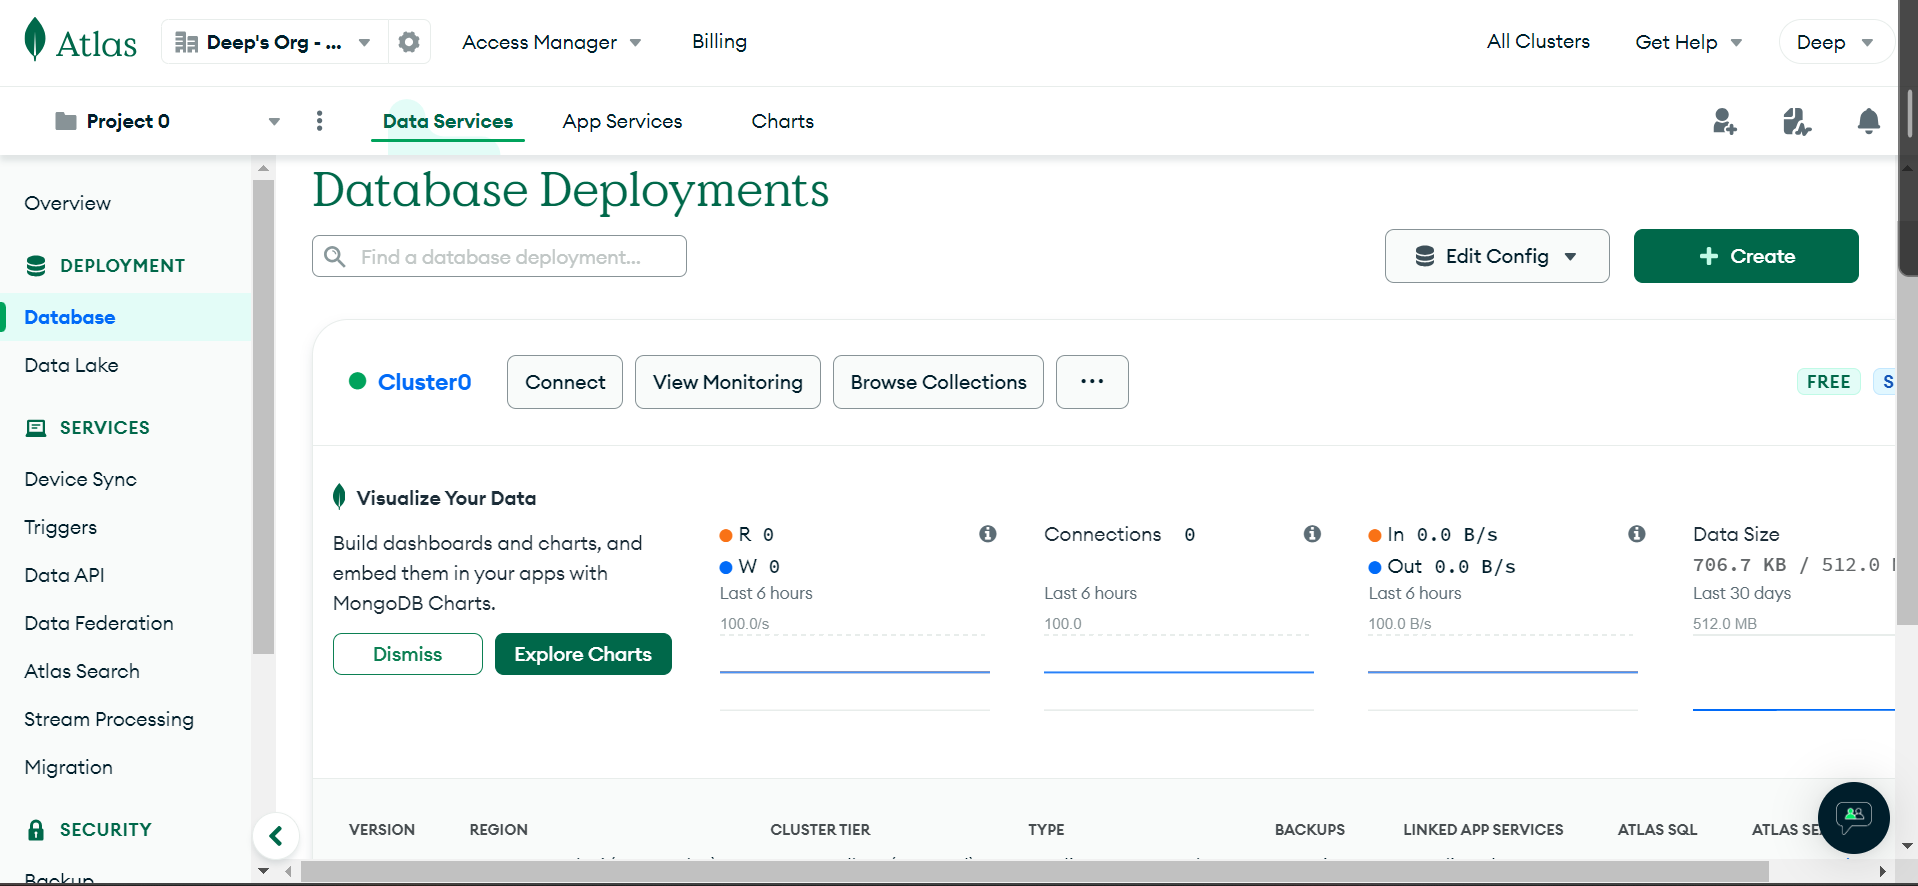 Atlas
Deep's Org - ...
Access Manager
Billing
All Clusters
Get Help
Deep
Project 0
Data Services
App Services
Charts
Overview
DEPLOYMENT
Database
Data Lake
SERVICES
Device Sync
Triggers
Data API
Data Federation
Atlas Search
Stream Processing
Migration
SECURITY
Backup
Database Deployments
Find a database deployment...
Edit Config
+ Create
Cluster0
Connect
View Monitoring
Browse Collections
...
FREE
S
Visualize Your Data
Build dashboards and charts, and
embed them in your apps with
MongoDB Charts.
Dismiss
Explore Charts
R 0
W 0
Last 6 hours
100.0/s
Connections 0
Last 6 hours
100.0
In 0.0 B/s
Out 0.0 B/s
Last 6 hours
100.0 B/s
Data Size
706.7 KB / 512.0
Last 30 days
512.0 MB
VERSION
REGION
CLUSTER TIER
TYPE
BACKUPS
LINKED APP SERVICES
ATLAS SQL
ATLAS